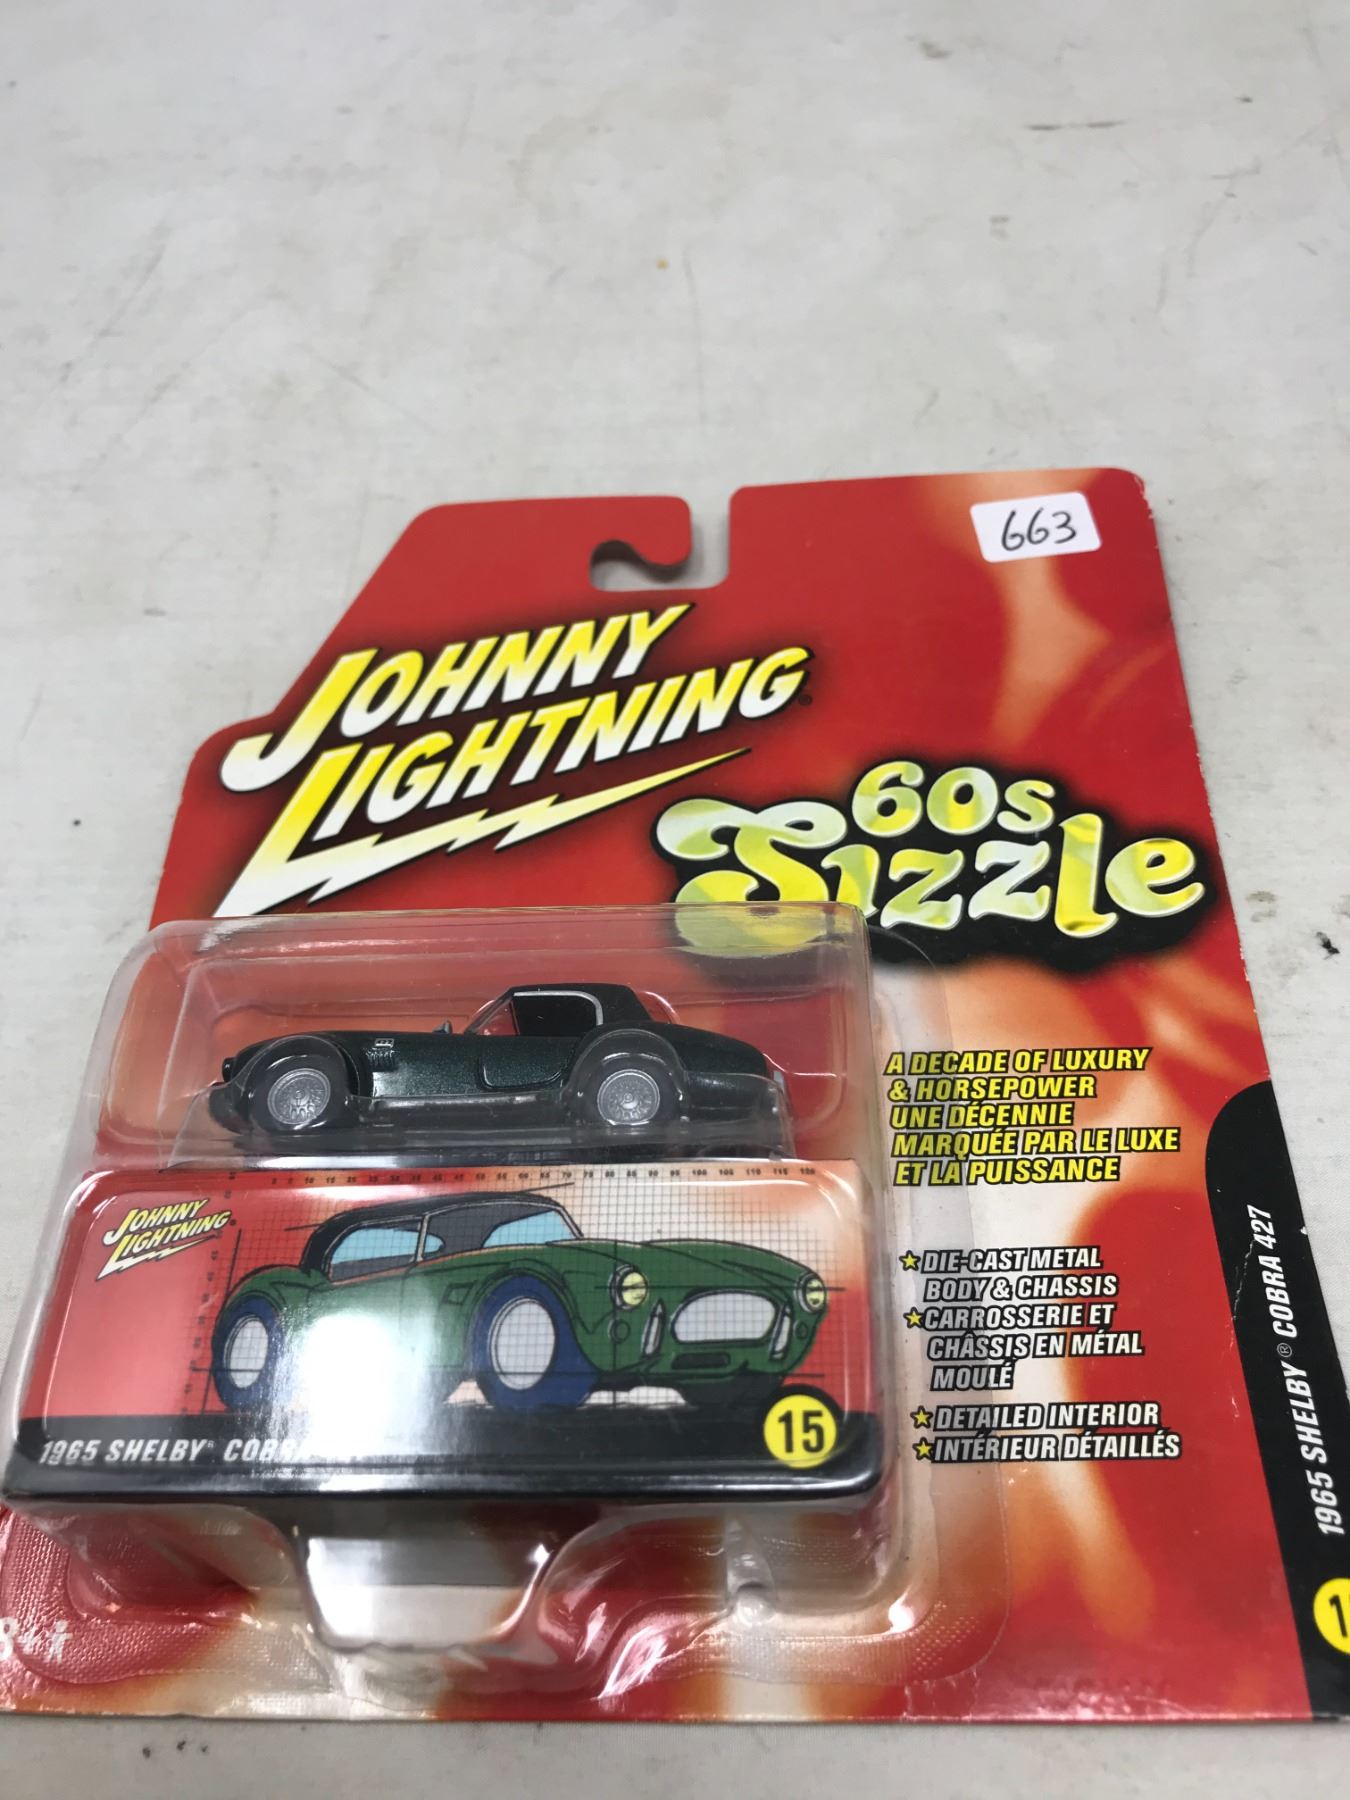 663
JOHNNY
LIGHTNING®
60s
Sizzle
A DECADE OF LUXURY
& HORSEPOWER
UNE DÉCENNIE
MARQUÉE PAR LE LUXE
ET LA PUISSANCE
★DIE-CAST METAL
BODY & CHASSIS
★CARROSSERIE ET
CHÂSSIS EN MÉTAL
MOULÉ
★DETAILED INTERIOR
★INTÉRIEUR DÉTAILLÉS
JOHNNY
LIGHTNING®
1965 SHELBY® COBRA
15
1965 SHELBY® COBRA 427